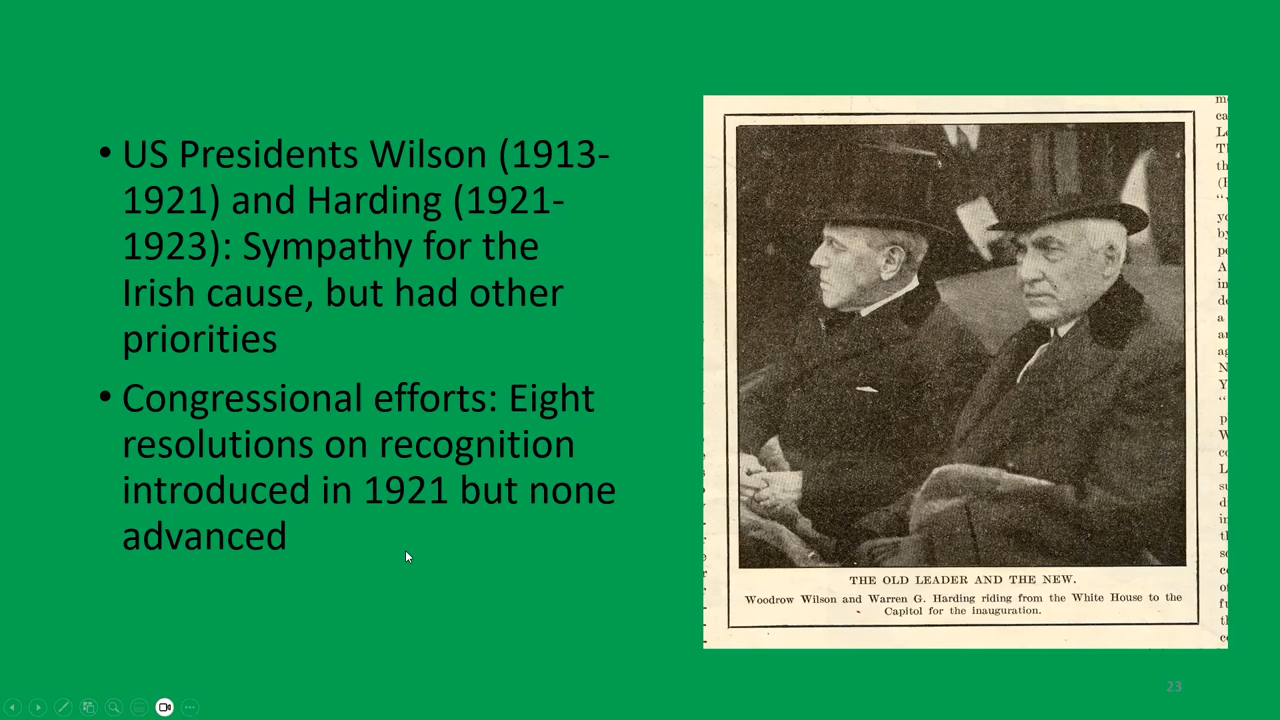 • US Presidents Wilson (1913-
1921) and Harding (1921-
1923): Sympathy for the
Irish cause, but had other
priorities
• Congressional efforts: Eight
resolutions on recognition
introduced in 1921 but none
advanced
THE OLD LEADER AND THE NEW.
Woodrow Wilson and Warren G. Harding riding from the White House to the
Capitol for the inauguration.
23